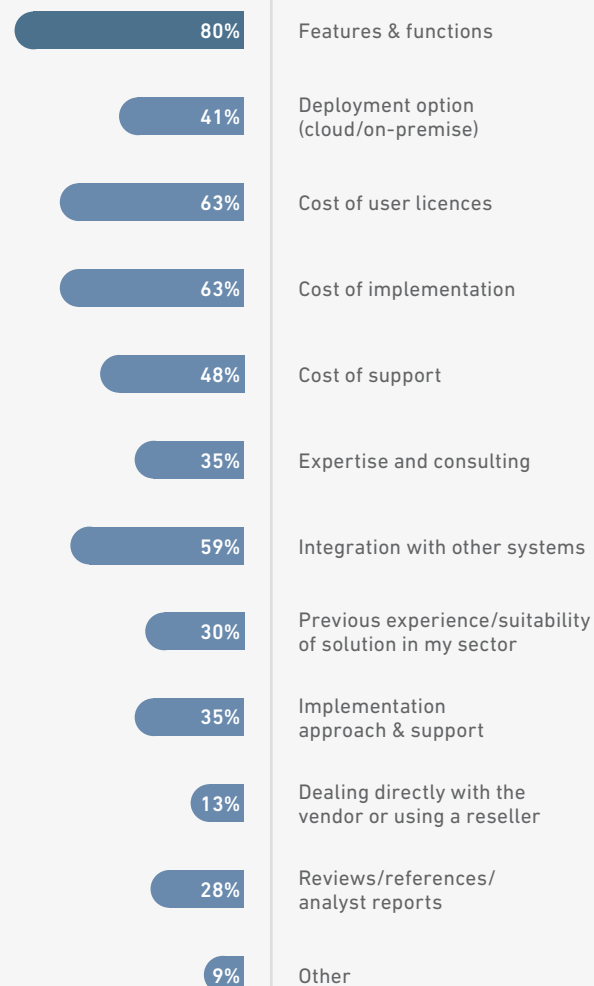 80% Features & functions
41% Deployment option
(cloud/on-premise)
63% Cost of user licences
63% Cost of implementation
48% Cost of support
35% Expertise and consulting
59% Integration with other systems
30% Previous experience/suitability
of solution in my sector
35% Implementation
approach & support
13% Dealing directly with the
vendor or using a reseller
28% Reviews/references/
analyst reports
9% Other